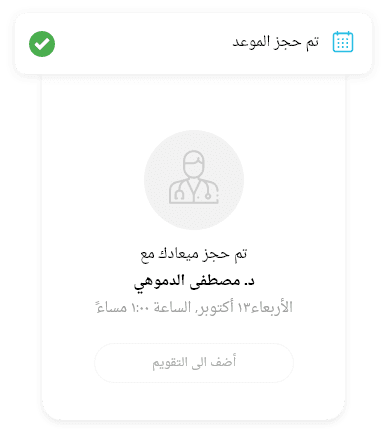 تم حجز الموعد
تم حجز ميعادك مع
د. مصطفى الدموهي
الأربعاء١٣ أكتوبر, الساعة ١:٠٠ مساءً
أضف الى التقويم